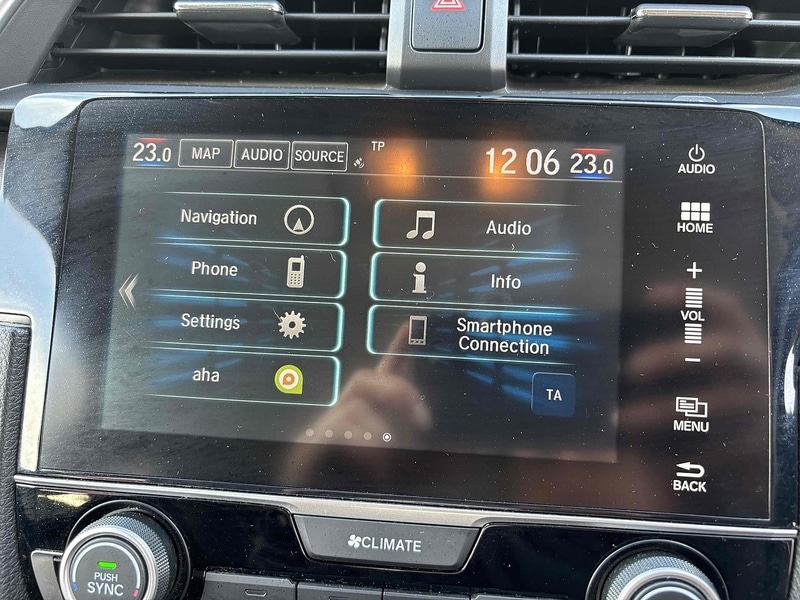 23.0 MAP AUDIO SOURCE TP 12 06 23.0
Navigation
Phone
Settings
aha
Audio
Info
Smartphone
Connection
TA
AUDIO
HOME
+
VOL
−
MENU
BACK
CLIMATE
PUSH
SYNC